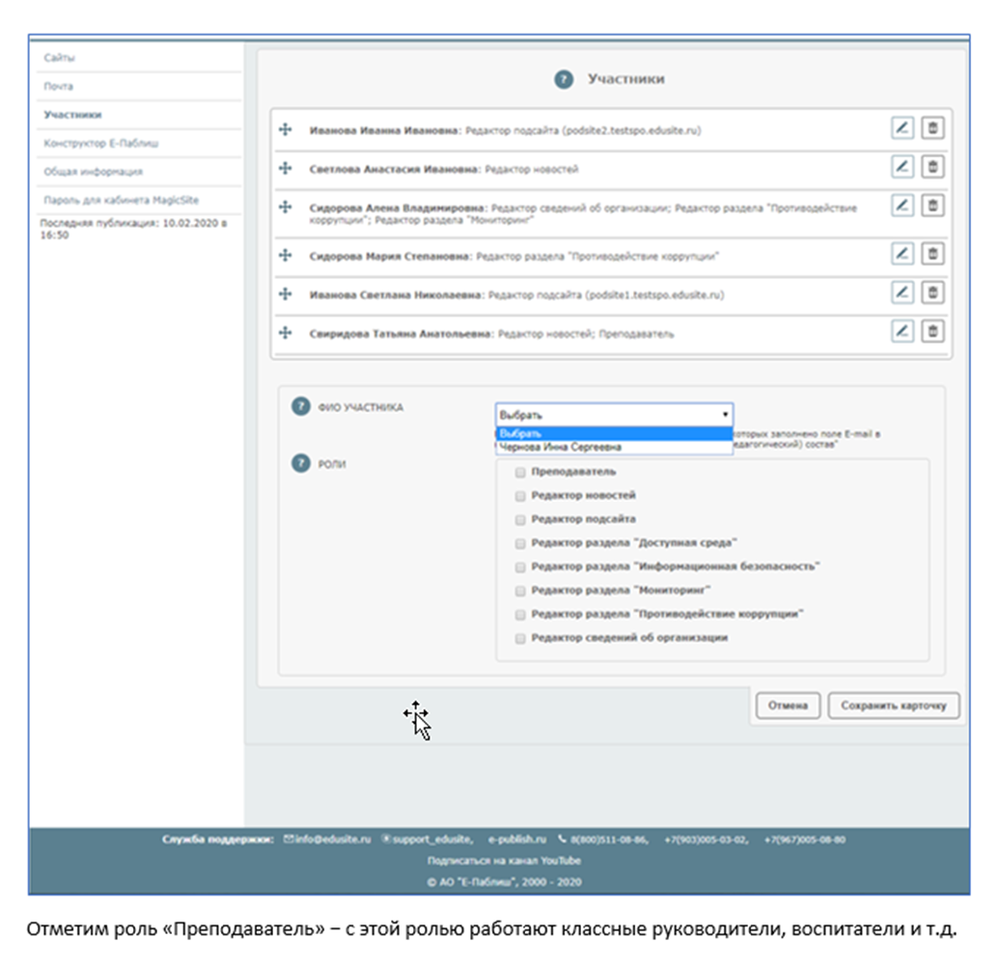 Сайты
Почта
Участники
Конструктор Е-Паблиш
Общая информация
Пароль для кабинета MagicSite
Последняя публикация: 10.02.2020 в
16:50
? Участники
Иванова Иванна Ивановна: Редактор подсайта (podsite2.testspo.edusite.ru)
Светлова Анастасия Ивановна: Редактор новостей
Сидорова Алена Владимировна: Редактор сведений об организации; Редактор раздела "Противодействие
коррупции"; Редактор раздела "Мониторинг"
Сидорова Мария Степановна: Редактор раздела "Противодействие коррупции"
Иванова Светлана Николаевна: Редактор подсайта (podsite1.testspo.edusite.ru)
Свиридова Татьяна Анатольевна: Редактор новостей; Преподаватель
? ФИО УЧАСТНИКА
Выбрать
Выбрать
Чернова Инна Сергеевна
оторых заполнено поле E-mail в
едагогический) состав"
? РОЛИ
Преподаватель
Редактор новостей
Редактор подсайта
Редактор раздела "Доступная среда"
Редактор раздела "Информационная безопасность"
Редактор раздела "Мониторинг"
Редактор раздела "Противодействие коррупции"
Редактор сведений об организации
Отмена Сохранить карточку
Служба поддержки: info@edusite.ru support_edusite, e-publish.ru 8(800)511-08-86, +7(903)005-03-02, +7(967)005-08-80
Подписаться на канал YouTube
© АО "Е-Паблиш", 2000 - 2020
Отметим роль «Преподаватель» – с этой ролью работают классные руководители, воспитатели и т.д.